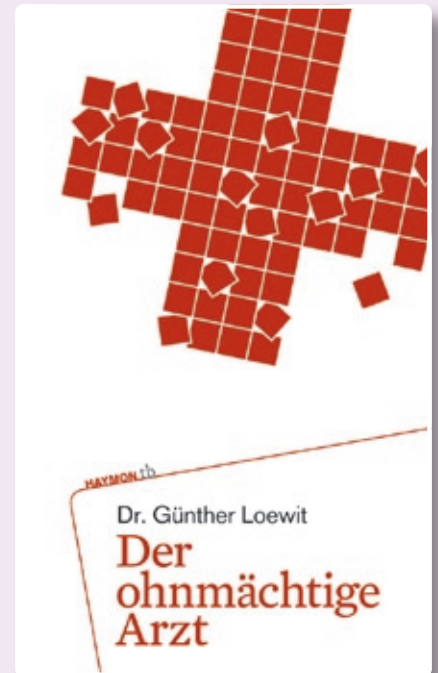 HAYMON tb
Dr. Günther Loewit
Der
ohnmächtige
Arzt